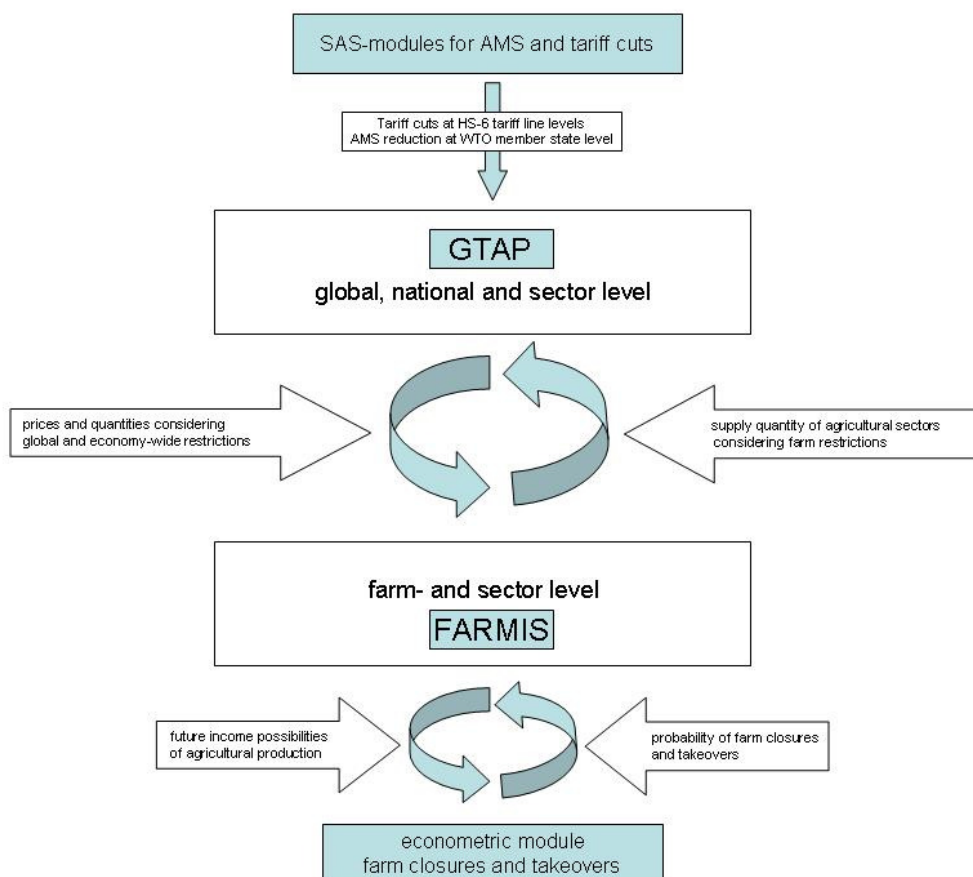 SAS-modules for AMS and tariff cuts
Tariff cuts at HS-6 tariff line levels
AMS reduction at WTO member state level
GTAP
global, national and sector level
prices and quantities considering
global and economy-wide restrictions
supply quantity of agricultural sectors
considering farm restrictions
farm- and sector level
FARMIS
future income possibilities
of agricultural production
probability of farm closures
and takeovers
econometric module
farm closures and takeovers